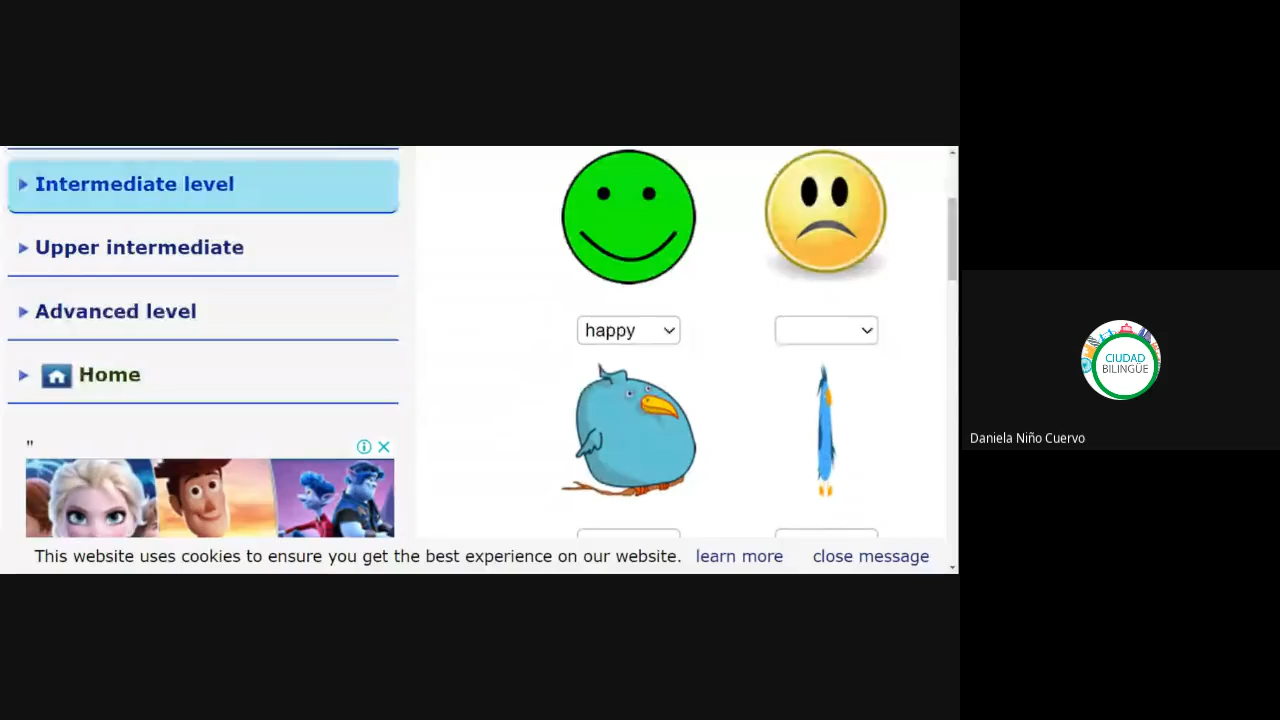 Intermediate level
Upper intermediate
Advanced level
Home
"
happy
This website uses cookies to ensure you get the best experience on our website. learn more close message
CIUDAD
BILINGÜE
Daniela Niño Cuervo